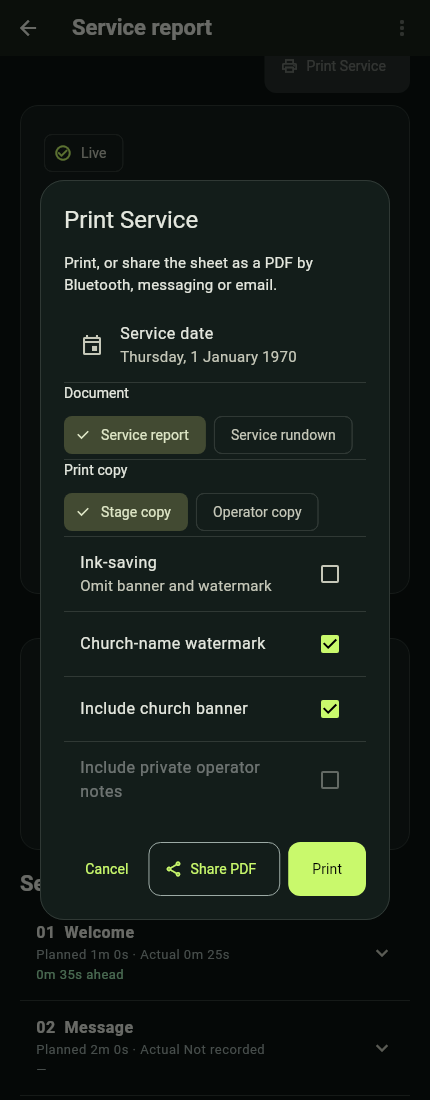 Service report
Print Service
Live
Print Service
Print, or share the sheet as a PDF by
Bluetooth, messaging or email.
Service date
Thursday, 1 January 1970
Document
Service report
Service rundown
Print copy
Stage copy
Operator copy
Ink-saving
Omit banner and watermark
Church-name watermark
Include church banner
Include private operator
notes
Cancel
Share PDF
Print
Se
01 Welcome
Planned 1m 0s · Actual 0m 25s
0m 35s ahead
02 Message
Planned 2m 0s · Actual Not recorded
—